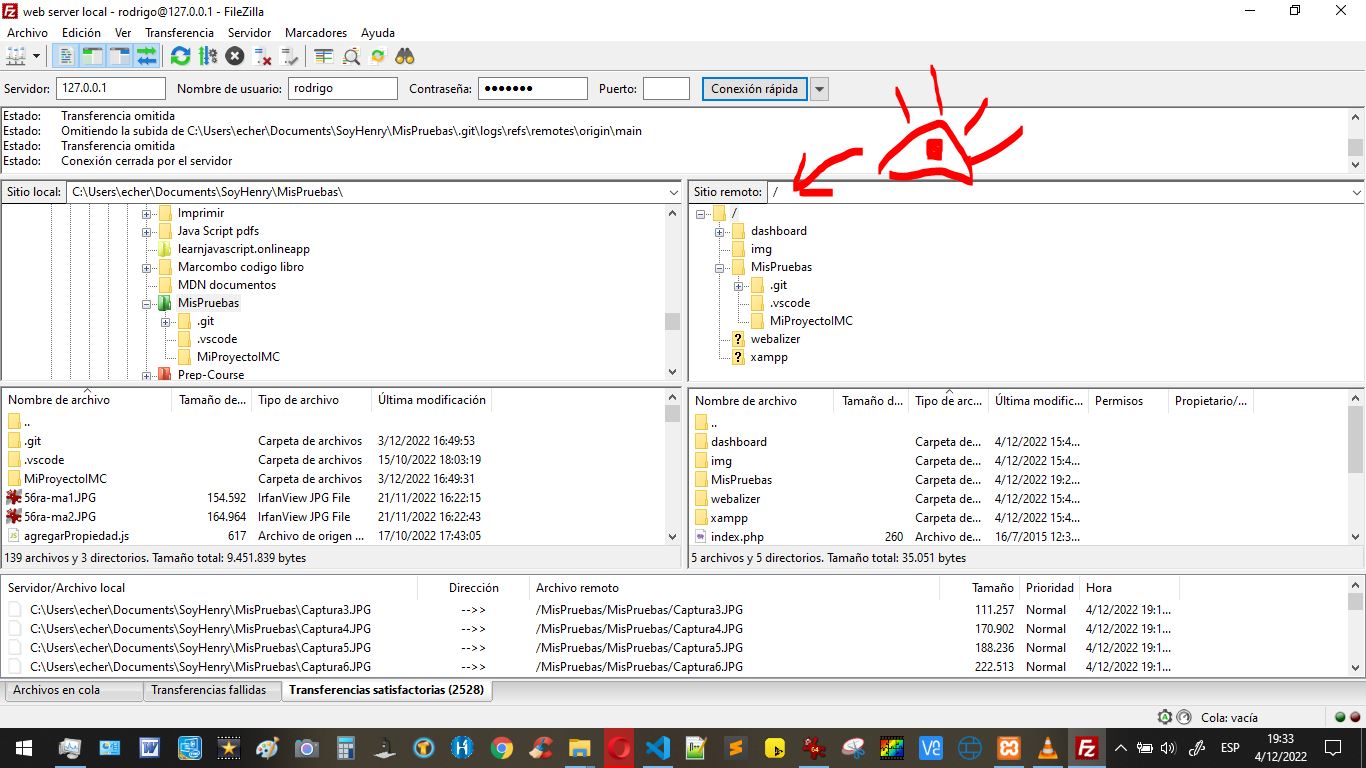 web server local - rodrigo@127.0.0.1 - FileZilla
Archivo Edición Ver Transferencia Servidor Marcadores Ayuda
Servidor: 127.0.0.1 Nombre de usuario: rodrigo Contraseña: ●●●●●●● Puerto: Conexión rápida
Estado: Transferencia omitida
Estado: Omitiendo la subida de C:\Users\echer\Documents\SoyHenry\MisPruebas\.git\logs\refs\remotes\origin\main
Estado: Transferencia omitida
Estado: Conexión cerrada por el servidor
Sitio local: C:\Users\echer\Documents\SoyHenry\MisPruebas\
Imprimir
Java Script pdfs
learnjavascript.onlineapp
Marcombo codigo libro
MDN documentos
MisPruebas
.git
.vscode
MiProyectoIMC
Prep-Course
Sitio remoto: /
/
dashboard
img
MisPruebas
.git
.vscode
MiProyectoIMC
webalizer
xampp
Nombre de archivo Tamaño de... Tipo de archivo Última modificación
..
.git Carpeta de archivos 3/12/2022 16:49:53
.vscode Carpeta de archivos 15/10/2022 18:03:19
MiProyectoIMC Carpeta de archivos 3/12/2022 16:49:31
56ra-ma1.JPG 154.592 IrfanView JPG File 21/11/2022 16:22:15
56ra-ma2.JPG 164.964 IrfanView JPG File 21/11/2022 16:22:43
agregarPropiedad.js 617 Archivo de origen ... 17/10/2022 17:43:05
139 archivos y 3 directorios. Tamaño total: 9.451.839 bytes
Nombre de archivo Tamaño d... Tipo de arc... Última modific... Permisos Propietario/...
..
dashboard Carpeta de... 4/12/2022 15:4...
img Carpeta de... 4/12/2022 15:4...
MisPruebas Carpeta de... 4/12/2022 19:2...
webalizer Carpeta de... 4/12/2022 15:4...
xampp Carpeta de... 4/12/2022 15:4...
index.php 260 Archivo de... 16/7/2015 12:3...
5 archivos y 5 directorios. Tamaño total: 35.051 bytes
Servidor/Archivo local Dirección Archivo remoto Tamaño Prioridad Hora
C:\Users\echer\Documents\SoyHenry\MisPruebas\Captura3.JPG -->> /MisPruebas/MisPruebas/Captura3.JPG 111.257 Normal 4/12/2022 19:1...
C:\Users\echer\Documents\SoyHenry\MisPruebas\Captura4.JPG -->> /MisPruebas/MisPruebas/Captura4.JPG 170.902 Normal 4/12/2022 19:1...
C:\Users\echer\Documents\SoyHenry\MisPruebas\Captura5.JPG -->> /MisPruebas/MisPruebas/Captura5.JPG 188.236 Normal 4/12/2022 19:1...
C:\Users\echer\Documents\SoyHenry\MisPruebas\Captura6.JPG -->> /MisPruebas/MisPruebas/Captura6.JPG 222.513 Normal 4/12/2022 19:1...
Archivos en cola Transferencias fallidas Transferencias satisfactorias (2528)
Cola: vacía
ESP 19:33
4/12/2022